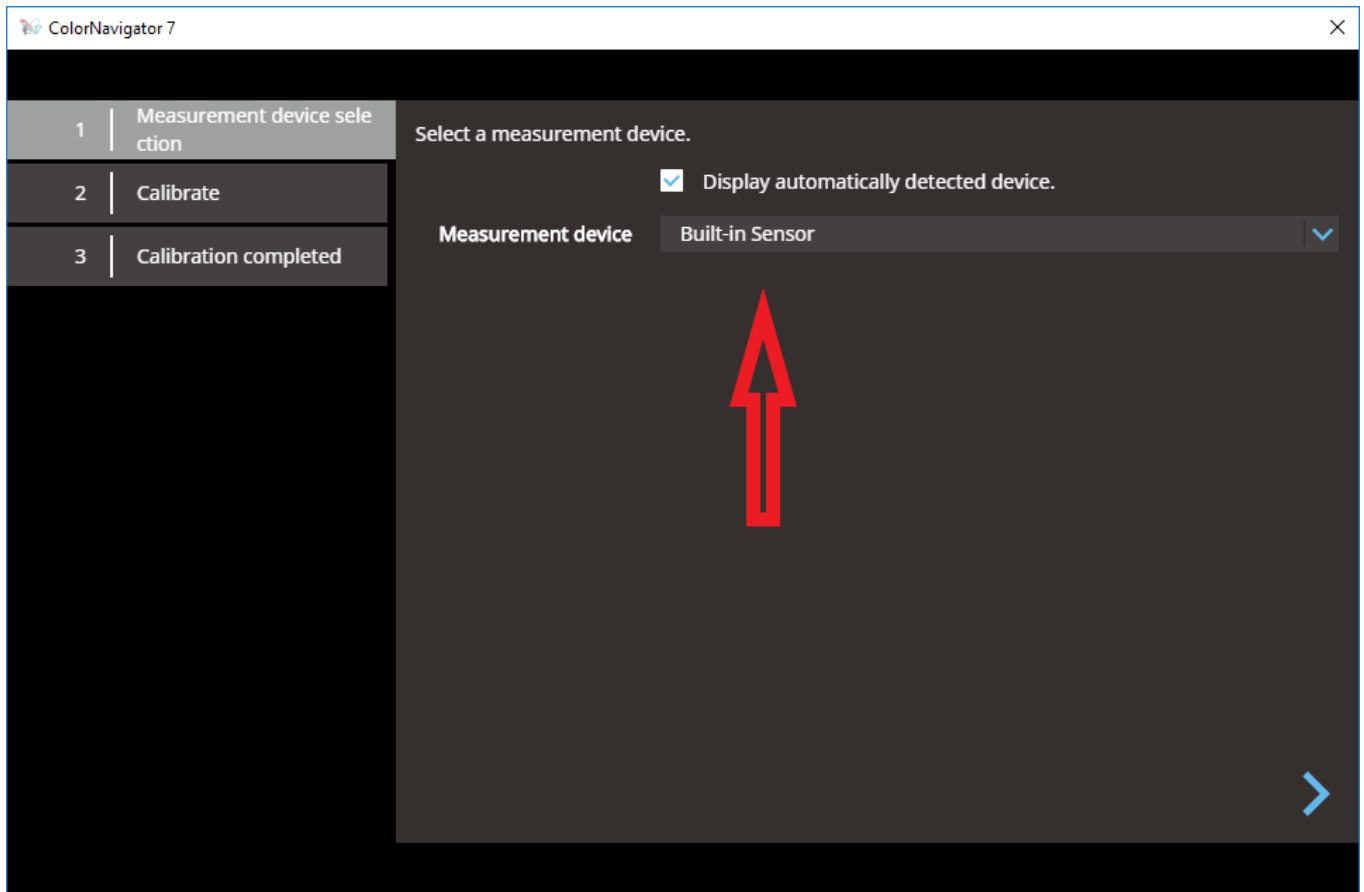 ColorNavigator 7
1
Measurement device sele
ction
2
Calibrate
3
Calibration completed
Select a measurement device.
Display automatically detected device.
Measurement device
Built-in Sensor